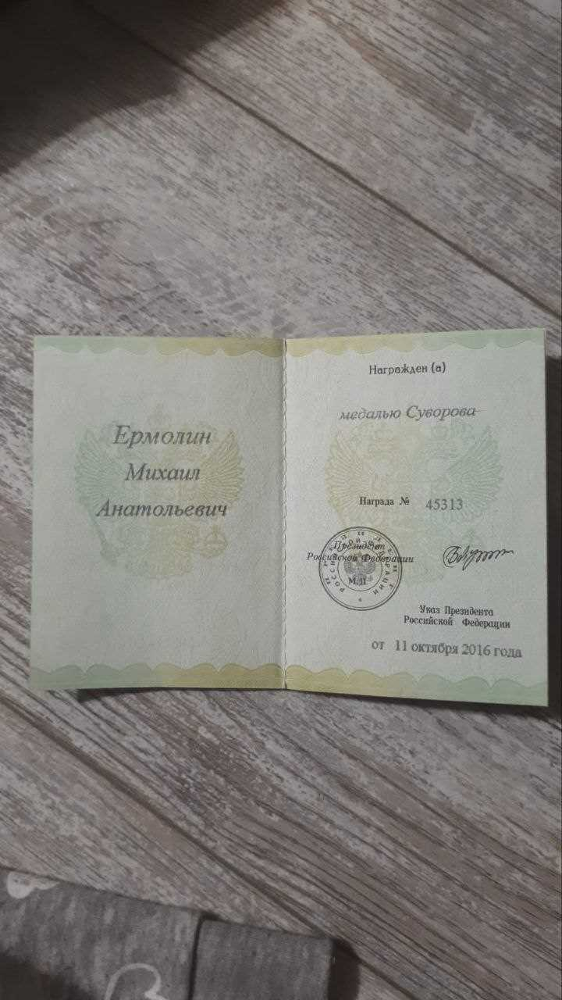 Ермолин
Михаил
Анатольевич
Награжден (а)
медалью Суворова
Награда № 45313
Президент
Российской Федерации
М.П
Указ Президента
Российской Федерации
от 11 октября 2016 года